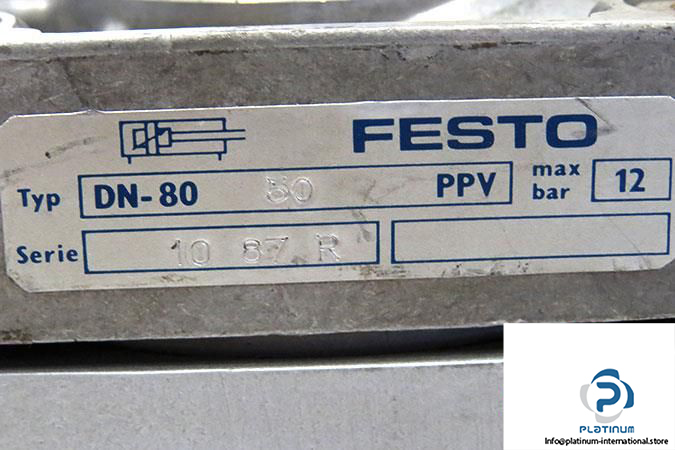 FESTO
Typ DN-80 50 PPV max bar 12
Serie 10 87 R
PLATINUM
Info@platinum-international.store